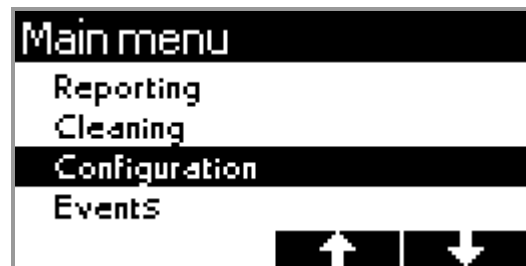 Main menu
Reporting
Cleaning
Configuration
Events